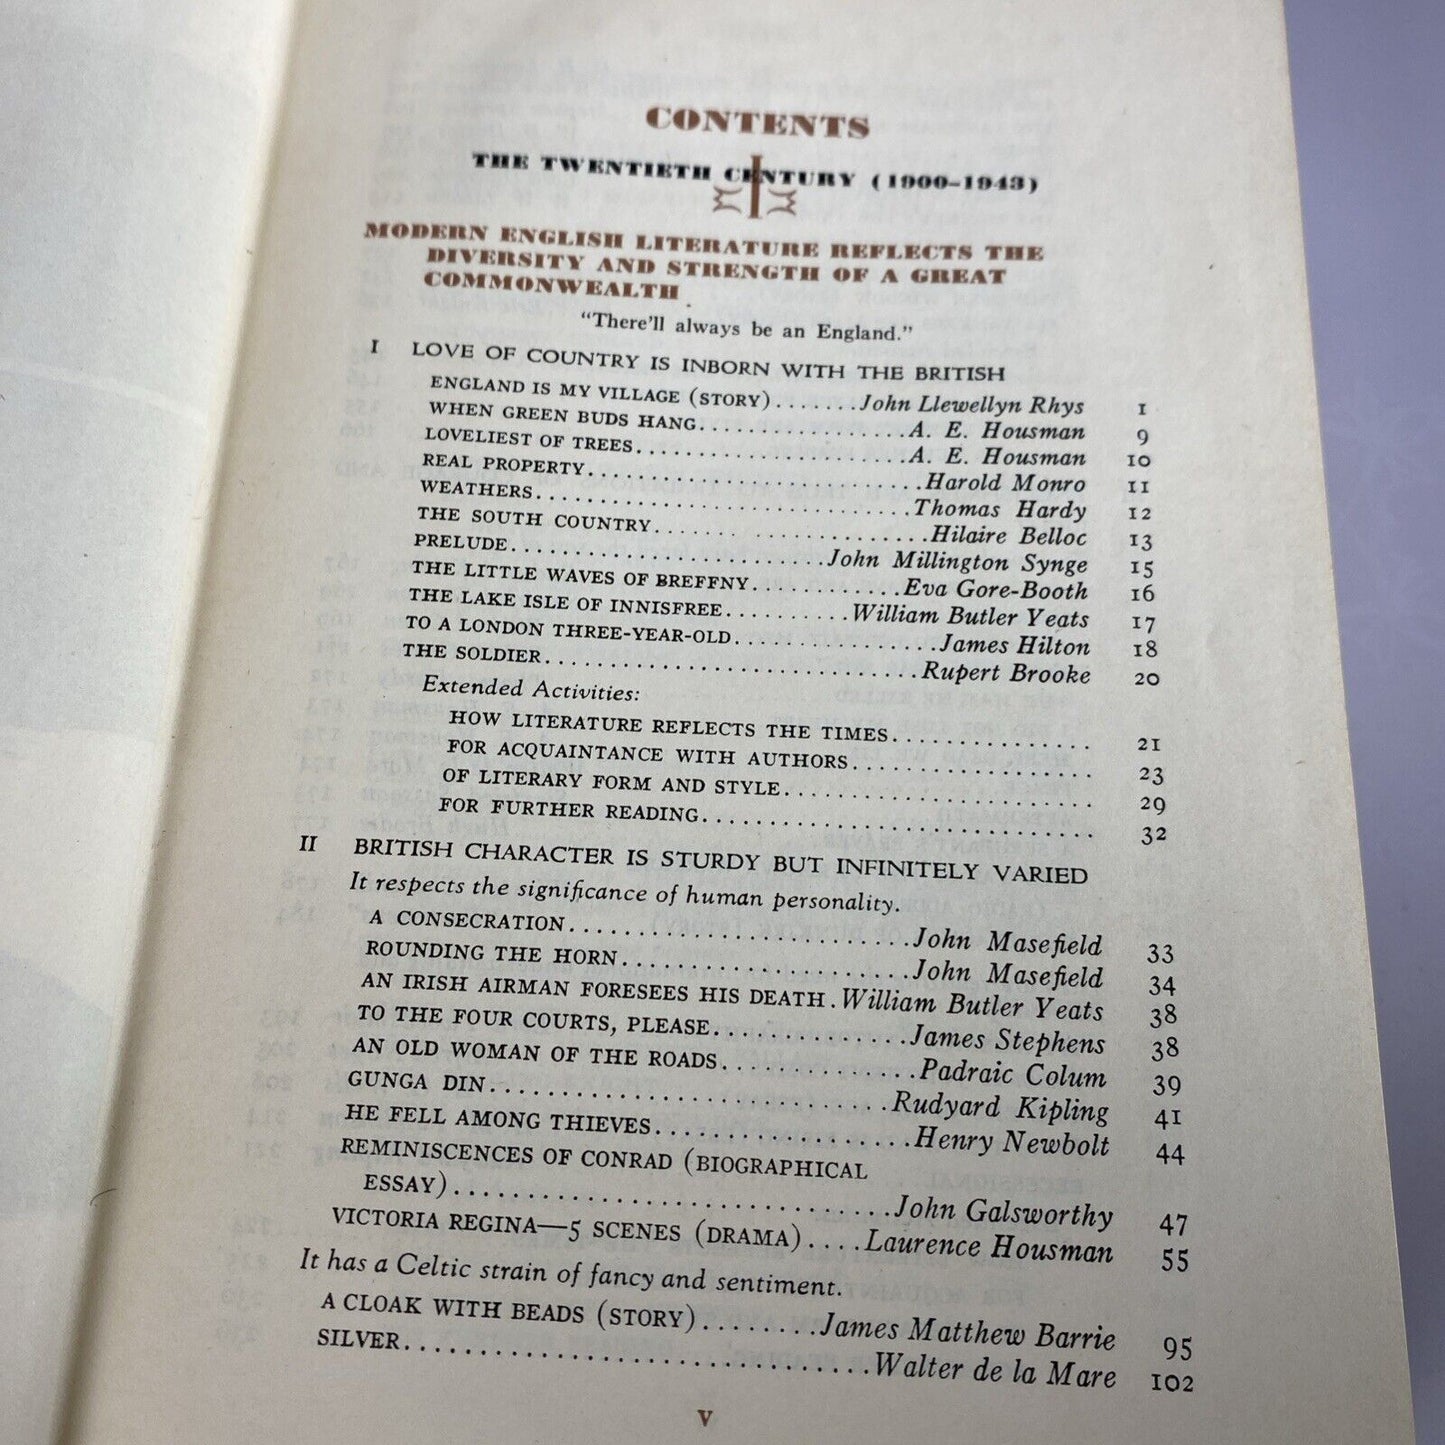 CONTENTS
THE TWENTIETH CENTURY (1900-1943)
MODERN ENGLISH LITERATURE REFLECTS THE
DIVERSITY AND STRENGTH OF A GREAT
COMMONWEALTH
"There'll always be an England."
I LOVE OF COUNTRY IS INBORN WITH THE BRITISH
ENGLAND IS MY VILLAGE (STORY).......John Llewellyn Rhys 1
WHEN GREEN BUDS HANG..................A. E. Housman 9
LOVELIEST OF TREES.......................A. E. Housman 10
REAL PROPERTY............................Harold Monro 11
WEATHERS................................Thomas Hardy 12
THE SOUTH COUNTRY......................Hilaire Belloc 13
PRELUDE...........................John Millington Synge 15
THE LITTLE WAVES OF BREFFNY.............Eva Gore-Booth 16
THE LAKE ISLE OF INNISFREE...........William Butler Yeats 17
TO A LONDON THREE-YEAR-OLD.................James Hilton 18
THE SOLDIER................................Rupert Brooke 20
Extended Activities:
HOW LITERATURE REFLECTS THE TIMES............... 21
FOR ACQUAINTANCE WITH AUTHORS.................. 23
OF LITERARY FORM AND STYLE....................... 29
FOR FURTHER READING............................. 32
II BRITISH CHARACTER IS STURDY BUT INFINITELY VARIED
It respects the significance of human personality.
A CONSECRATION..........................John Masefield 33
ROUNDING THE HORN......................John Masefield 34
AN IRISH AIRMAN FORESEES HIS DEATH.William Butler Yeats 38
TO THE FOUR COURTS, PLEASE...............James Stephens 38
AN OLD WOMAN OF THE ROADS...............Padraic Colum 39
GUNGA DIN..............................Rudyard Kipling 41
HE FELL AMONG THIEVES...................Henry Newbolt 44
REMINISCENCES OF CONRAD (BIOGRAPHICAL
ESSAY).................................John Galsworthy 47
VICTORIA REGINA—5 SCENES (DRAMA)....Laurence Housman 55
It has a Celtic strain of fancy and sentiment.
A CLOAK WITH BEADS (STORY)........James Matthew Barrie 95
SILVER...................................Walter de la Mare 102
V